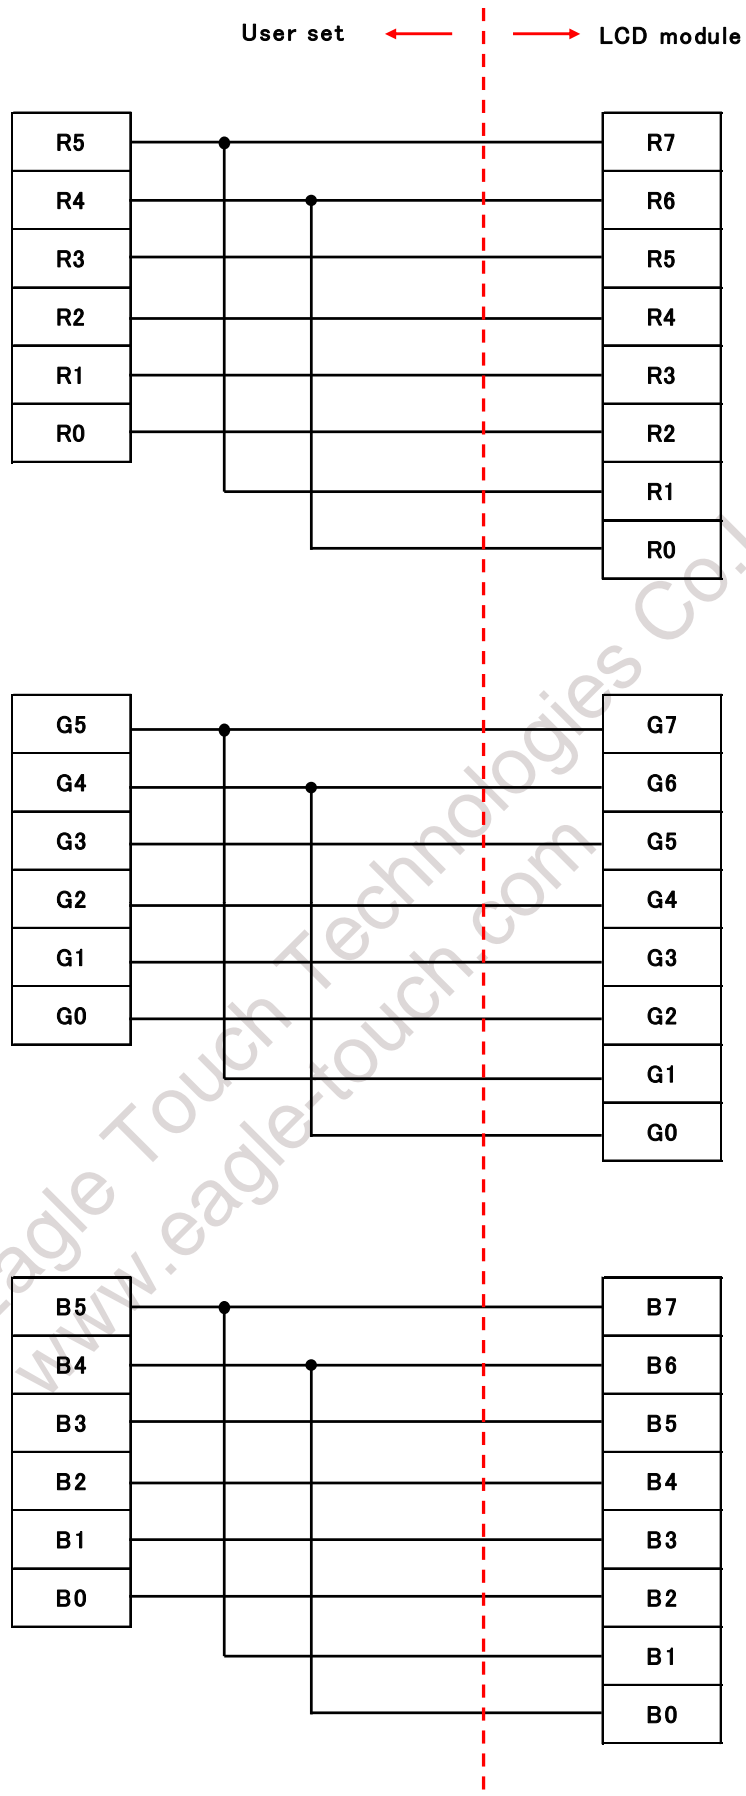 User set LCD module
R5 R7
R4 R6
R3 R5
R2 R4
R1 R3
R0 R2
R1
R0
G5 G7
G4 G6
G3 G5
G2 G4
G1 G3
G0 G2
G1
G0
B5 B7
B4 B6
B3 B5
B2 B4
B1 B3
B0 B2
B1
B0
Touch Technologies
www.eagle-touch.com